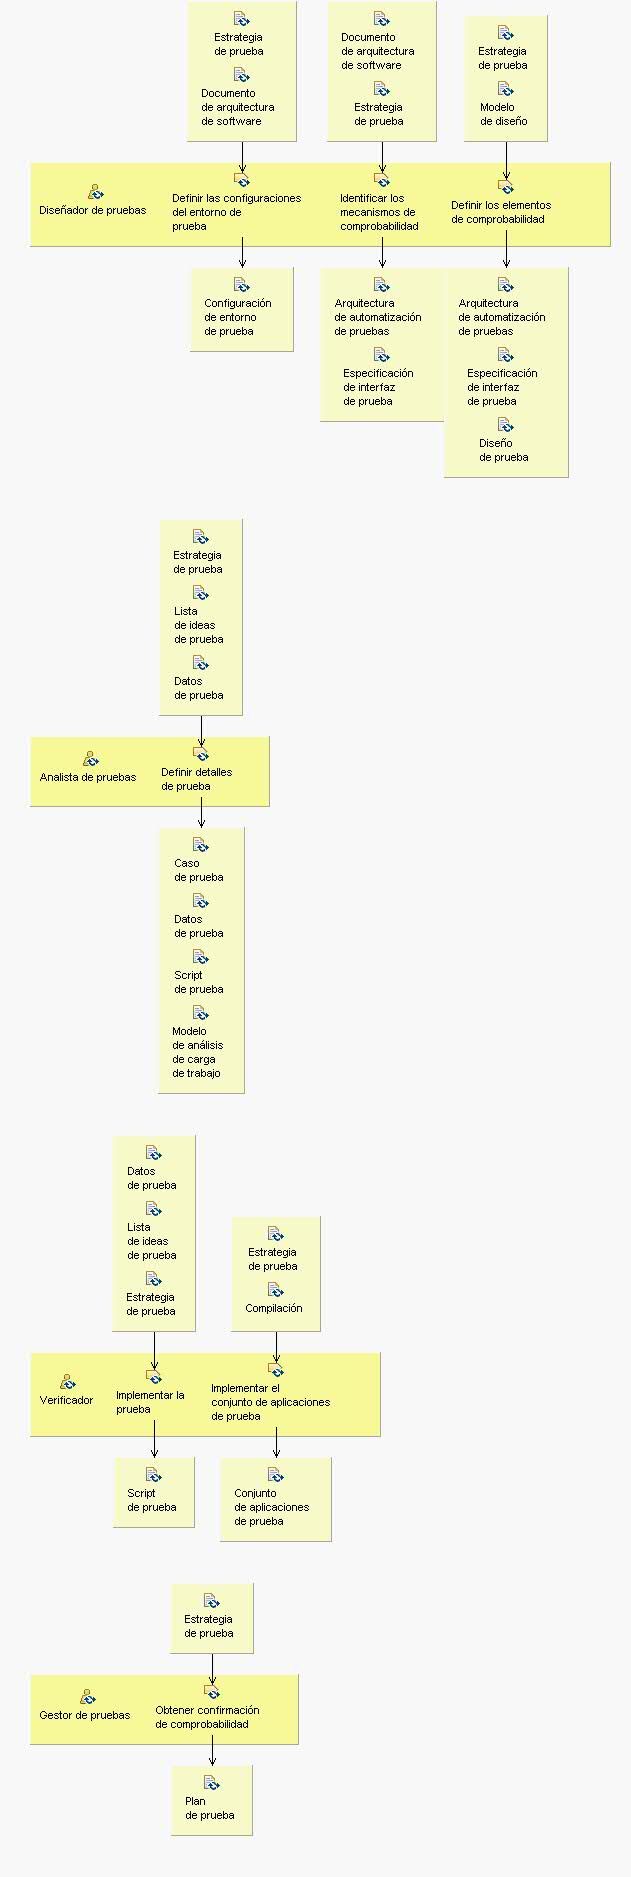 Estrategia
de prueba
Documento
de arquitectura
de software
Documento
de arquitectura
de software
Estrategia
de prueba
Estrategia
de prueba
Modelo
de diseño
Diseñador de pruebas
Definir las configuraciones
del entorno de
prueba
Identificar los
mecanismos de
comprobabilidad
Definir los elementos
de comprobabilidad
Configuración
de entorno
de prueba
Arquitectura
de automatización
de pruebas
Especificación
de interfaz
de prueba
Arquitectura
de automatización
de pruebas
Especificación
de interfaz
de prueba
Diseño
de prueba
Estrategia
de prueba
Lista
de ideas
de prueba
Datos
de prueba
Analista de pruebas
Definir detalles
de prueba
Caso
de prueba
Datos
de prueba
Script
de prueba
Modelo
de análisis
de carga
de trabajo
Datos
de prueba
Lista
de ideas
de prueba
Estrategia
de prueba
Estrategia
de prueba
Compilación
Verificador
Implementar la
prueba
Implementar el
conjunto de aplicaciones
de prueba
Script
de prueba
Conjunto
de aplicaciones
de prueba
Estrategia
de prueba
Gestor de pruebas
Obtener confirmación
de comprobabilidad
Plan
de prueba